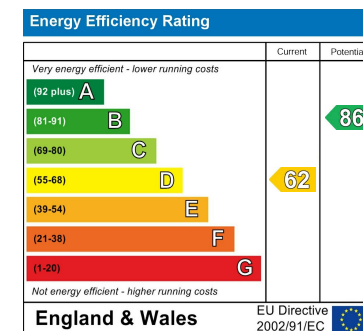 Energy Efficiency Rating
Current
Potential
Very energy efficient - lower running costs
(92 plus) A
(81-91) B
86
(69-80) C
(55-68) D
62
(39-54) E
(21-38) F
(1-20) G
Not energy efficient - higher running costs
England & Wales
EU Directive
2002/91/EC